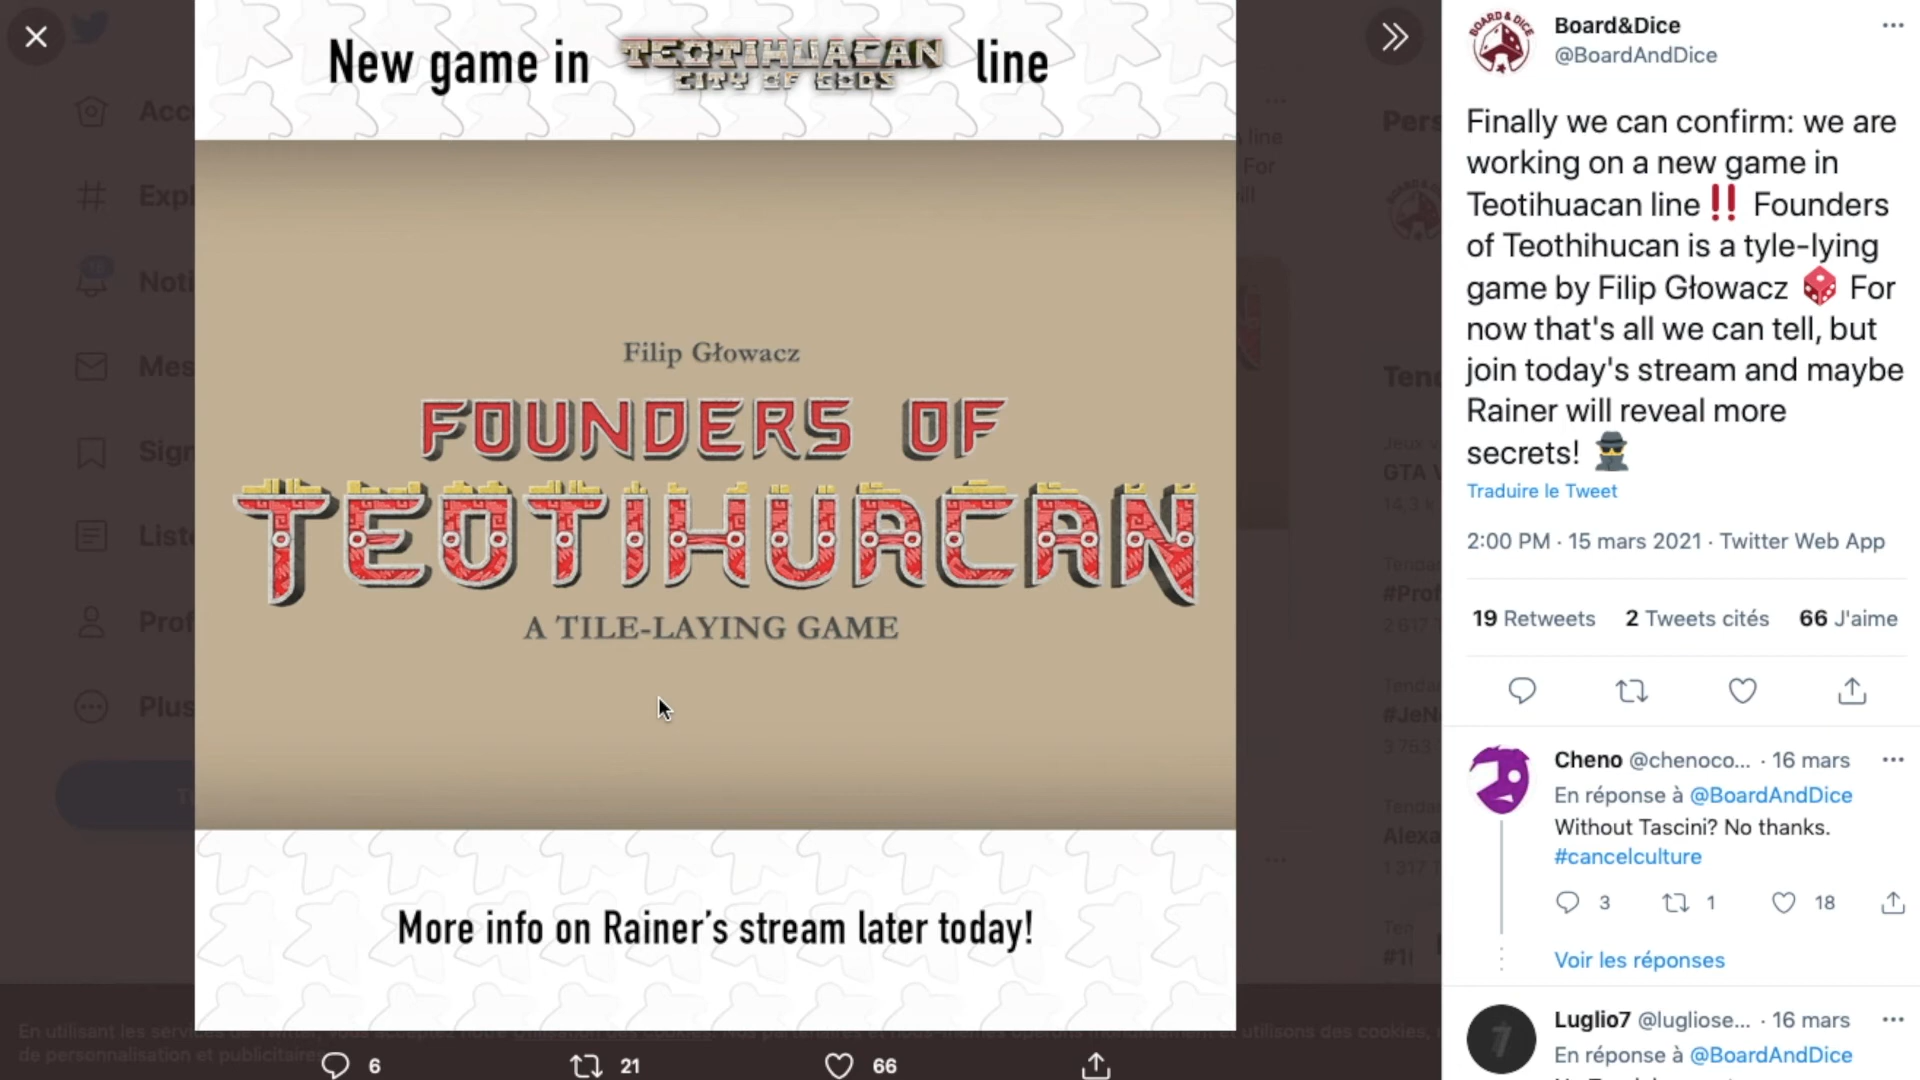 New game in TEOTIHUACAN CITY OF GODS line
Filip Głowacz
FOUNDERS OF
TEOTIHUACAN
A TILE-LAYING GAME
More info on Rainer's stream later today!
6 21 66
Board&Dice
@BoardAndDice
Finally we can confirm: we are
working on a new game in
Teotihuacan line‼️ Founders
of Teothihucan is a tyle-lying
game by Filip Głowacz 🎲 For
now that's all we can tell, but
join today's stream and maybe
Rainer will reveal more
secrets! 🕵️
Traduire le Tweet
2:00 PM · 15 mars 2021 · Twitter Web App
19 Retweets 2 Tweets cités 66 J'aime
Cheno @chenoco... · 16 mars
En réponse à @BoardAndDice
Without Tascini? No thanks.
#cancelculture
3 1 18
Voir les réponses
Luglio7 @lugliose... · 16 mars
En réponse à @BoardAndDice